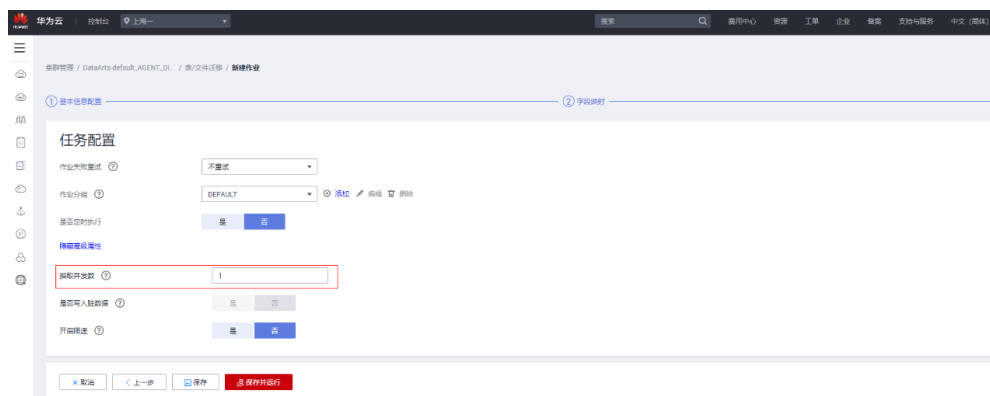 HUAWEI 华为云 | 控制台 上海一 搜索 费用中心 资源 工单 企业 备案 支持与服务 中文 (简体)
集群管理 / DataArts-default_AGENT_DI... / 表/文件迁移 / 新建作业
1 基本信息配置 2 字段映射
任务配置
作业失败重试 ? 不重试
作业分组 ? DEFAULT 添加 编辑 删除
是否定时执行 是 否
隐藏高级属性
抽取并发数 ? 1
是否写入脏数据 ? 是 否
开启限速 ? 是 否
× 取消 < 上一步 保存 保存并运行